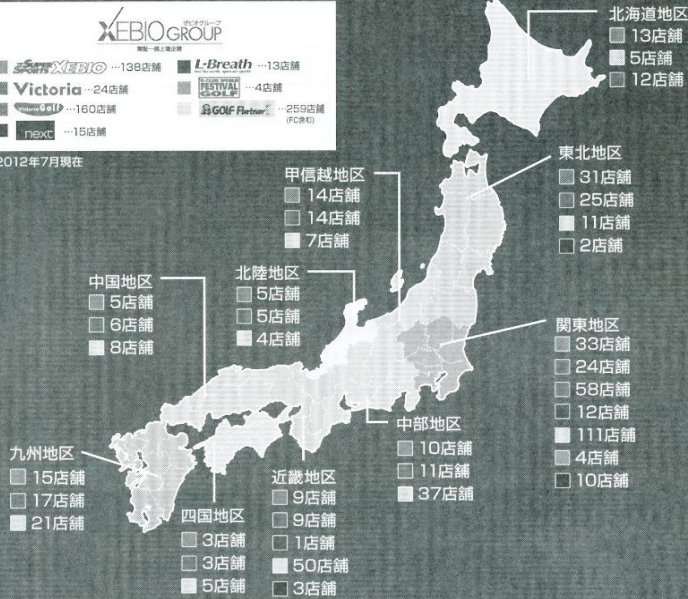 ゼビオグループ
XEBIO GROUP
東証一部上場企業
SUPER SPORTS XEBIO …138店舗
Victoria …24店舗
Victoria Golf …160店舗
next …15店舗
L-Breath …13店舗
FESTIVAL GOLF …4店舗
GOLF Partner …259店舗
(FC含む)
2012年7月現在
北海道地区
13店舗
5店舗
12店舗
東北地区
31店舗
25店舗
11店舗
2店舗
甲信越地区
14店舗
14店舗
7店舗
北陸地区
5店舗
5店舗
4店舗
中国地区
5店舗
6店舗
8店舗
関東地区
33店舗
24店舗
58店舗
12店舗
111店舗
4店舗
10店舗
中部地区
10店舗
11店舗
37店舗
九州地区
15店舗
17店舗
21店舗
四国地区
3店舗
3店舗
5店舗
近畿地区
9店舗
9店舗
1店舗
50店舗
3店舗